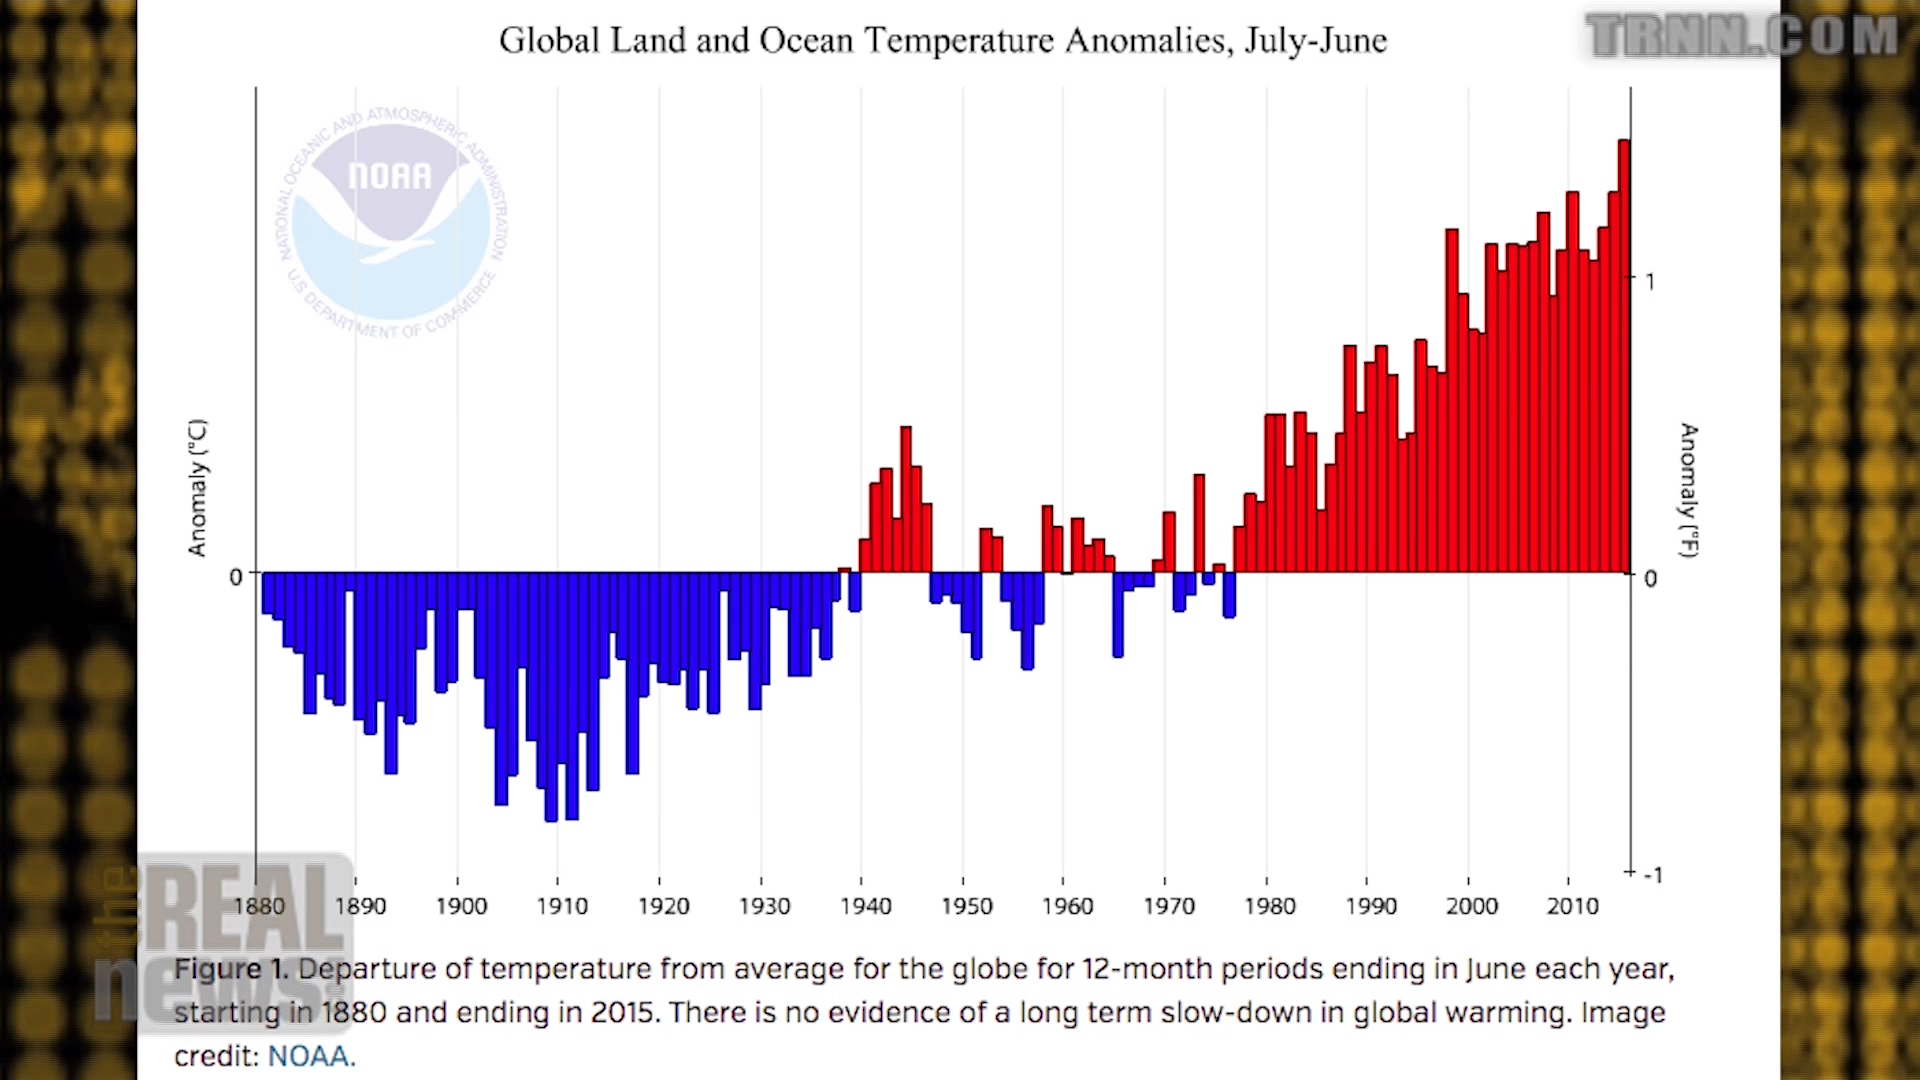 Global Land and Ocean Temperature Anomalies, July-June
TRNN.COM
NATIONAL OCEANIC AND ATMOSPHERIC ADMINISTRATION
NOAA
U.S. DEPARTMENT OF COMMERCE
1
Anomaly (°C)
Anomaly (°F)
0
0
-1
1880 1890 1900 1910 1920 1930 1940 1950 1960 1970 1980 1990 2000 2010
the REAL
news!
Figure 1. Departure of temperature from average for the globe for 12-month periods ending in June each year,
starting in 1880 and ending in 2015. There is no evidence of a long term slow-down in global warming. Image
credit: NOAA.